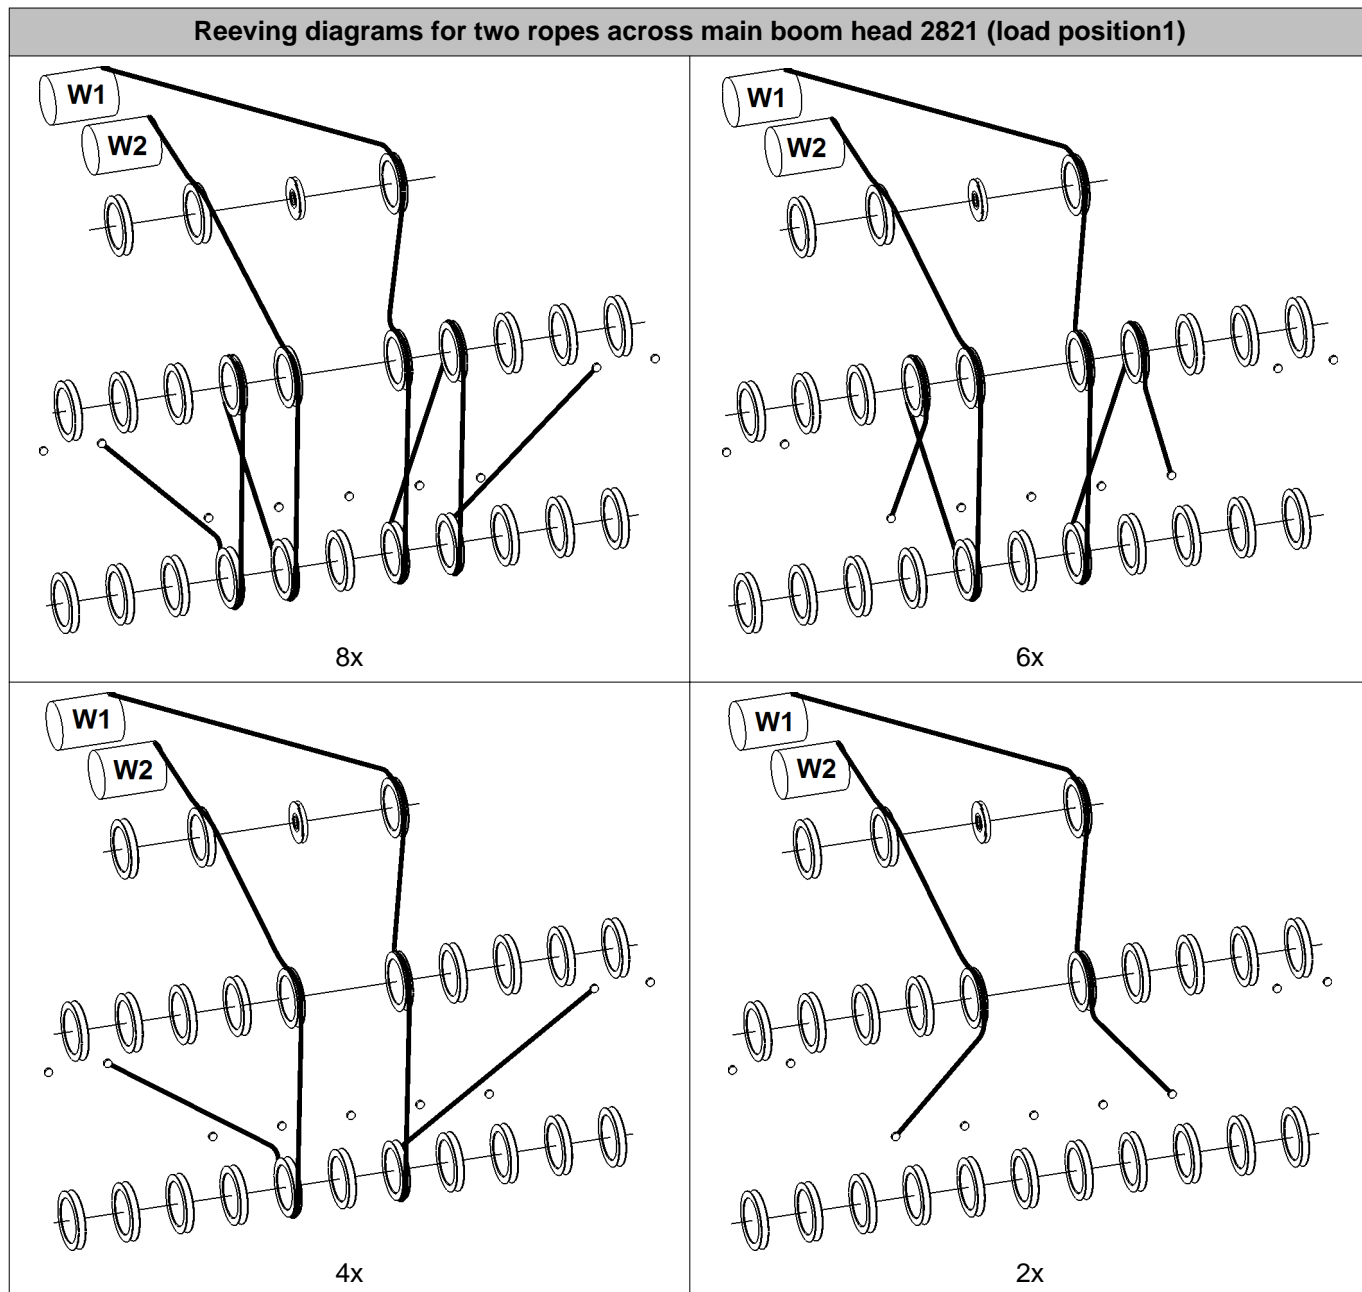 Reeving diagrams for two ropes across main boom head 2821 (load position1)
W1
W2
8x
W1
W2
6x
W1
W2
4x
W1
W2
2x